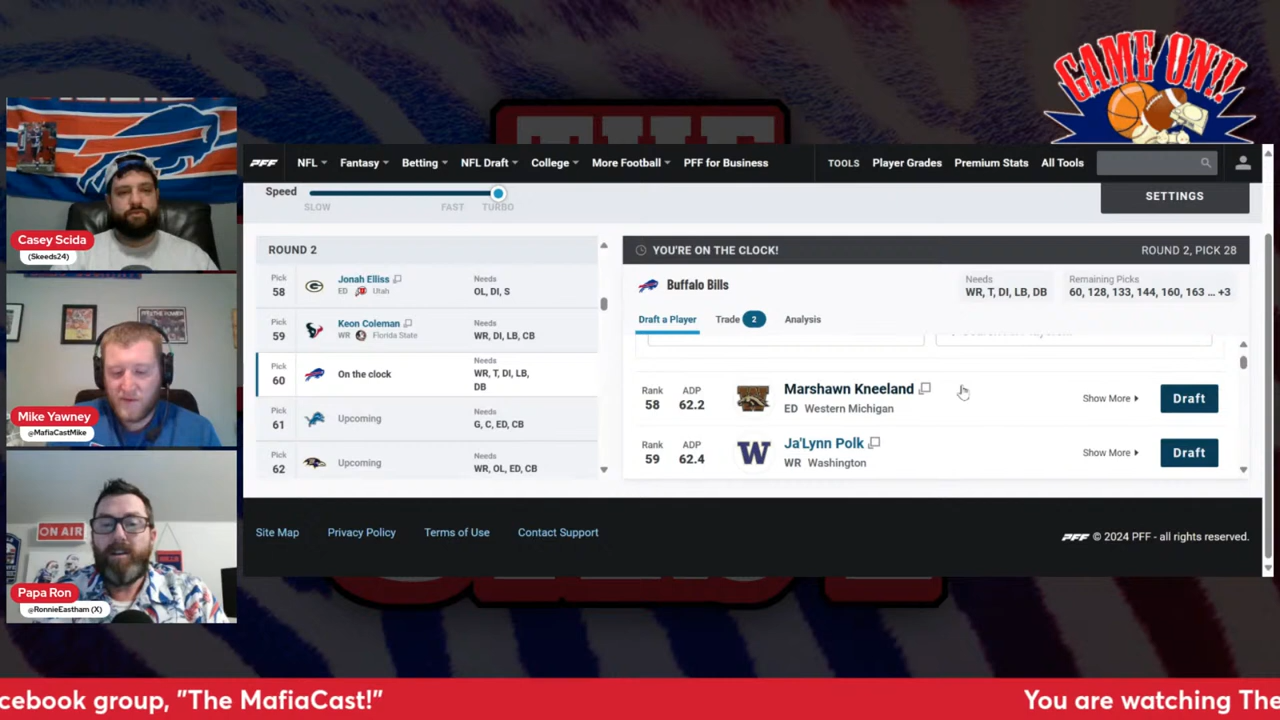 GAME ON!!
THE
PFF
NFL
Fantasy
Betting
NFL Draft
College
More Football
PFF for Business
TOOLS
Player Grades
Premium Stats
All Tools
Speed
SLOW
FAST
TURBO
SETTINGS
ROUND 2
Pick
58
Jonah Elliss
ED
Utah
Needs
OL, DI, S
Pick
59
Keon Coleman
WR
Florida State
Needs
WR, DI, LB, CB
Pick
60
On the clock
Needs
WR, T, DI, LB,
DB
Pick
61
Upcoming
Needs
G, C, ED, CB
Pick
62
Upcoming
Needs
WR, OL, ED, CB
YOU'RE ON THE CLOCK!
ROUND 2, PICK 28
Buffalo Bills
Needs
WR, T, DI, LB, DB
Remaining Picks
60, 128, 133, 144, 160, 163 ... +3
Draft a Player
Trade 2
Analysis
Rank
58
ADP
62.2
Marshawn Kneeland
ED Western Michigan
Show More
Draft
Rank
59
ADP
62.4
W
Ja'Lynn Polk
WR Washington
Show More
Draft
Site Map
Privacy Policy
Terms of Use
Contact Support
PFF © 2024 PFF - all rights reserved.
Casey Scida
(Skeeds24)
Mike Yawney
@MafiaCastMike
ON AIR
BILLS
Papa Ron
@RonnieEastham (X)
cebook group, "The MafiaCast!"
You are watching The